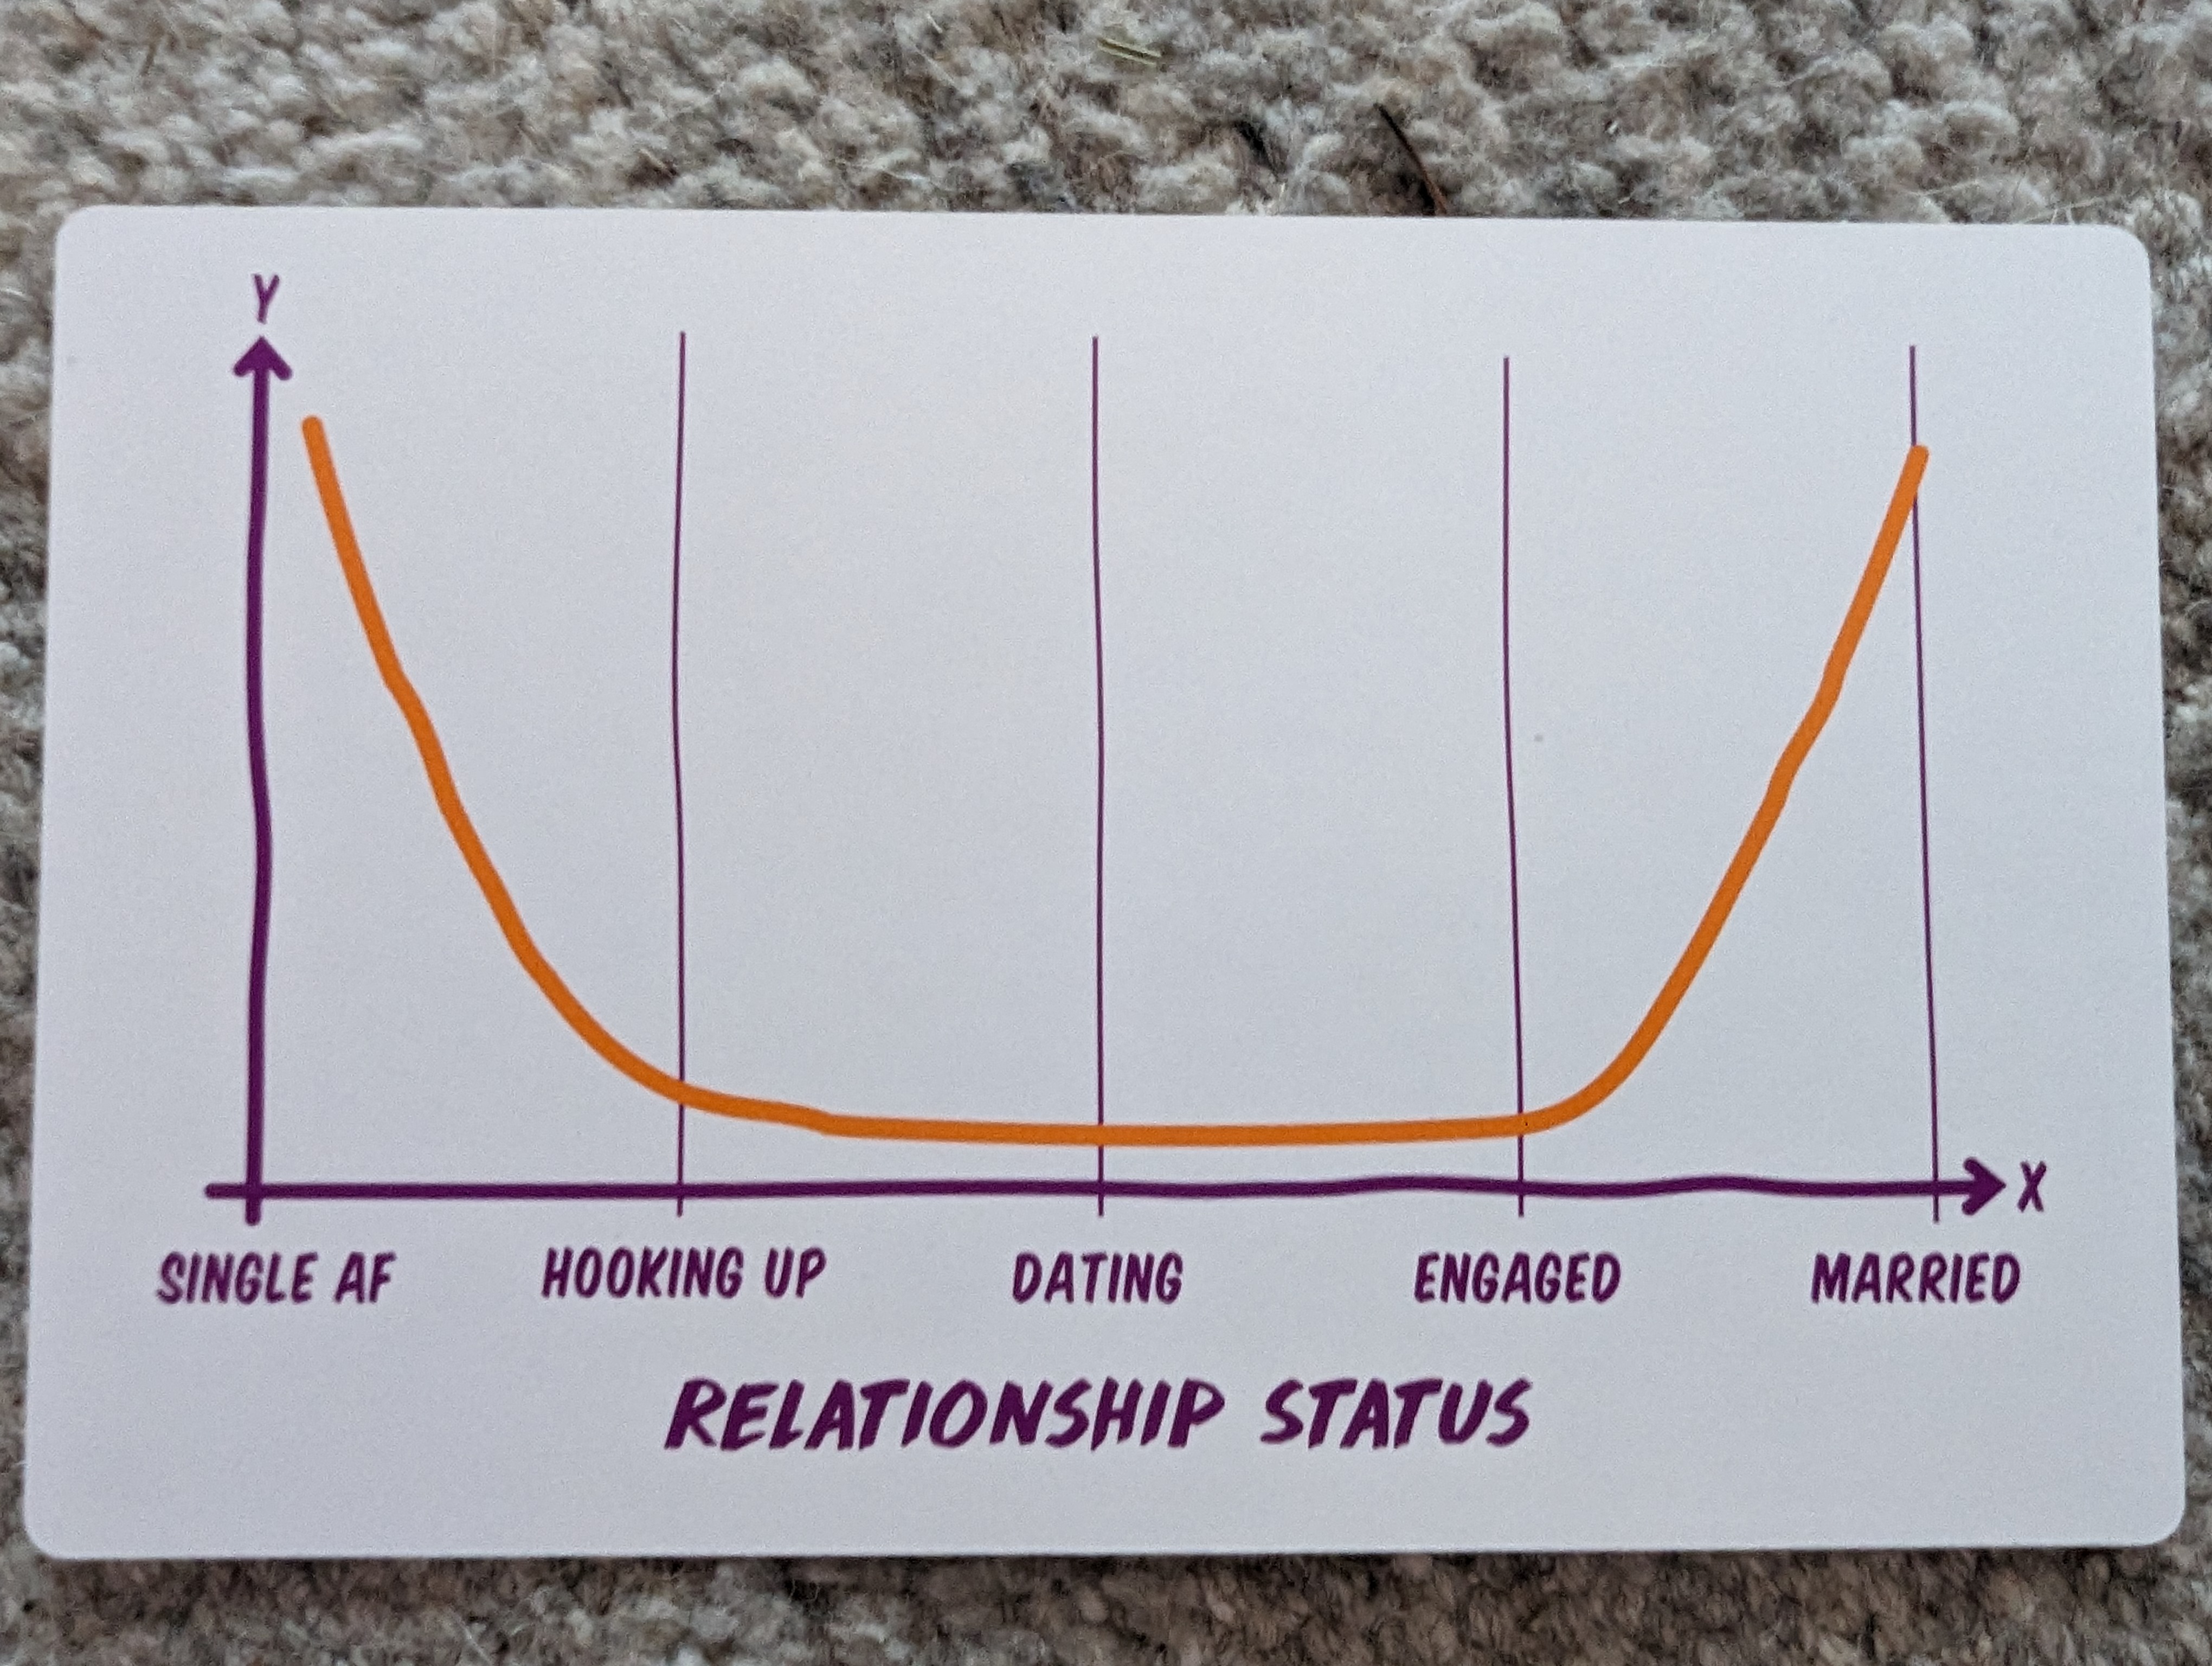 Y
X
SINGLE AF HOOKING UP DATING ENGAGED MARRIED
RELATIONSHIP STATUS